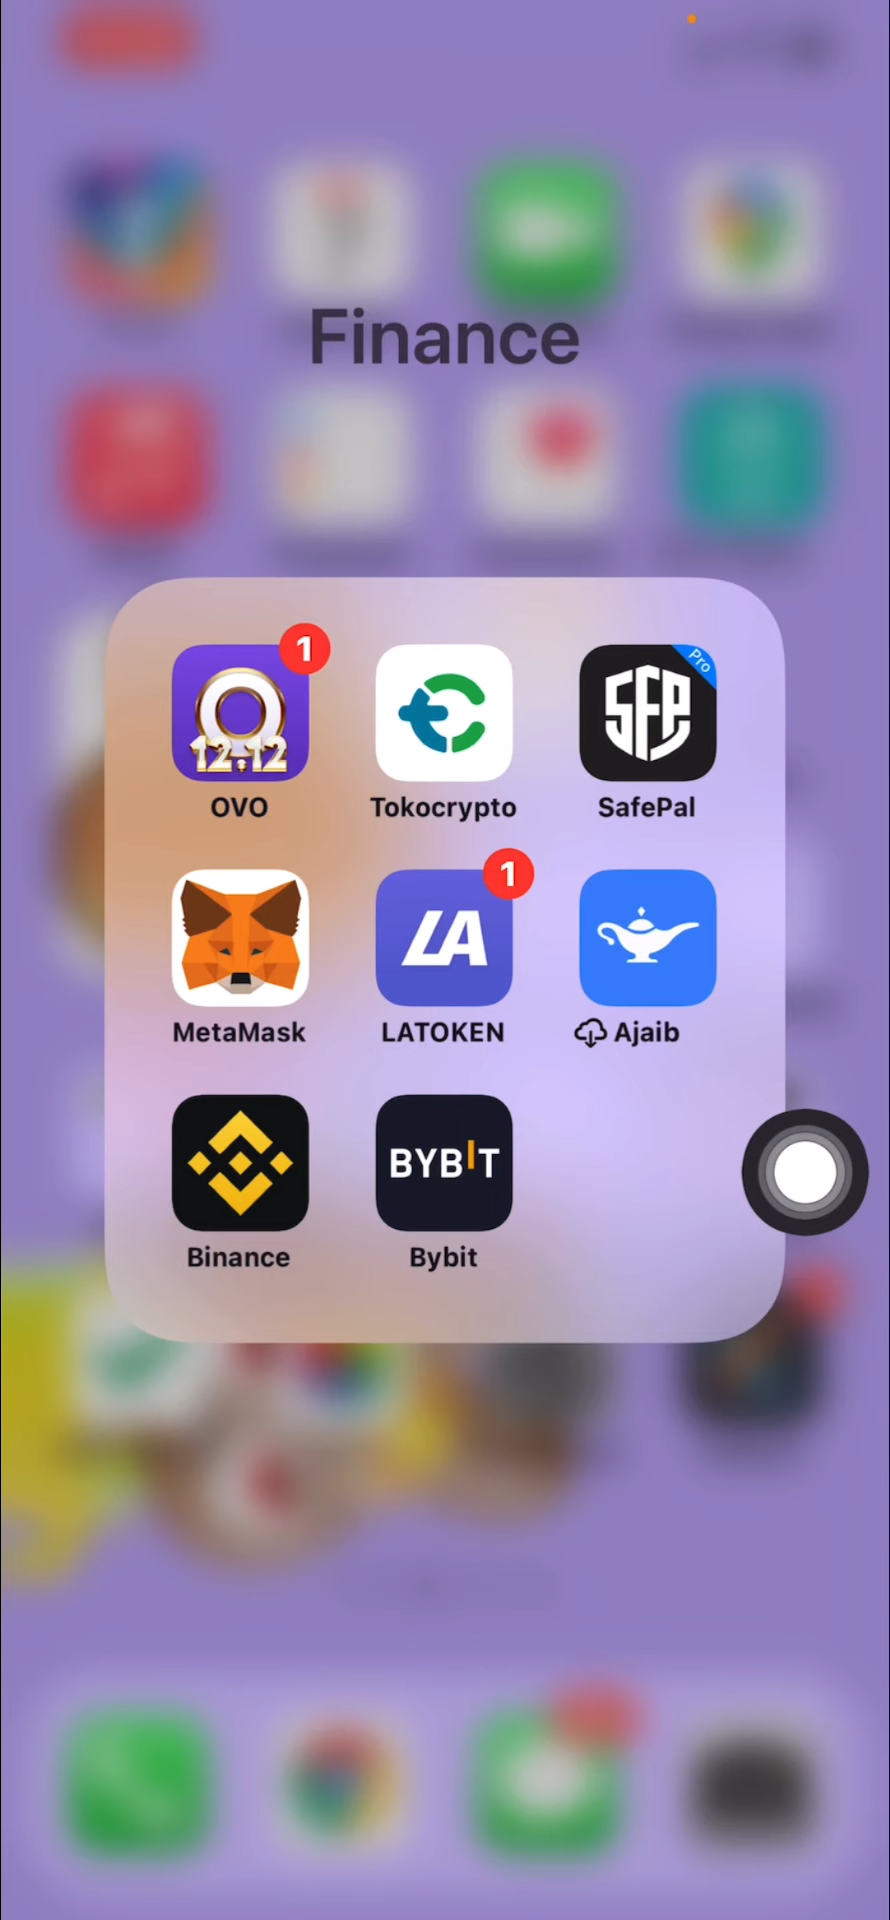 Finance
1
12.12
OVO
Tokocrypto
Pro
SFP
SafePal
MetaMask
1
LA
LATOKEN
Ajaib
Binance
BYBIT
Bybit